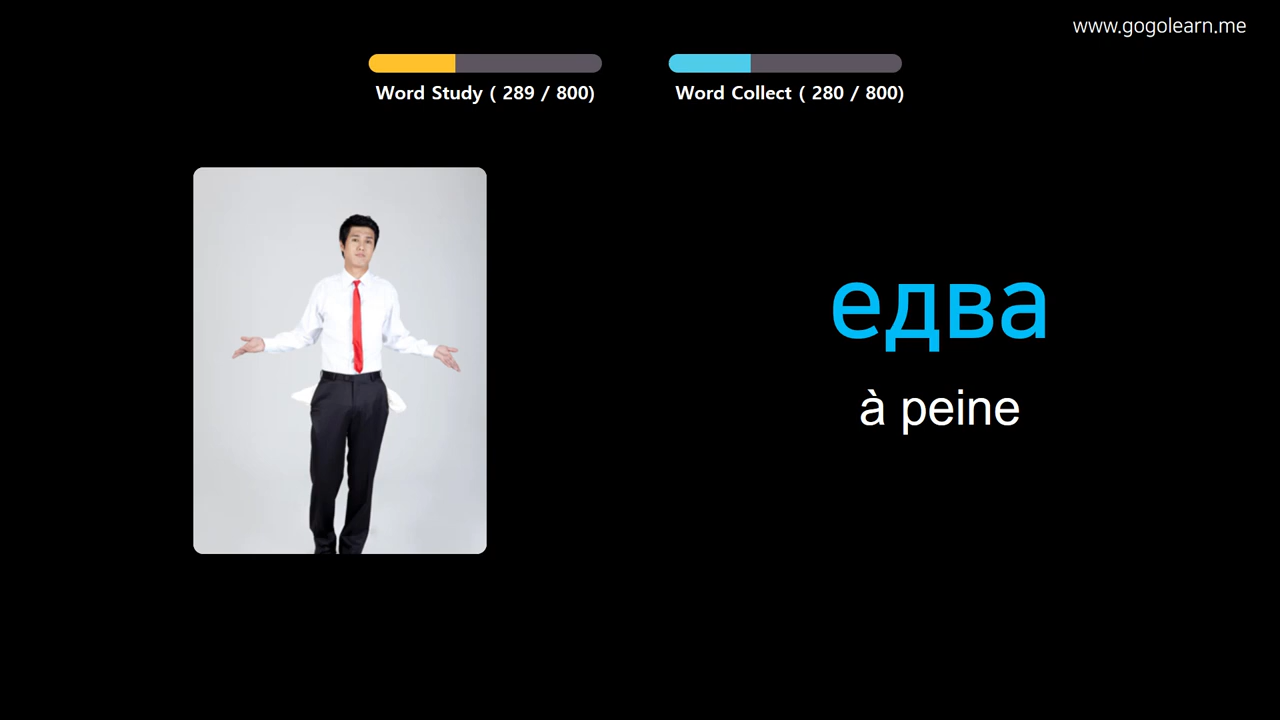 www.gogolearn.me
Word Study ( 289 / 800)
Word Collect ( 280 / 800)
едва
à peine